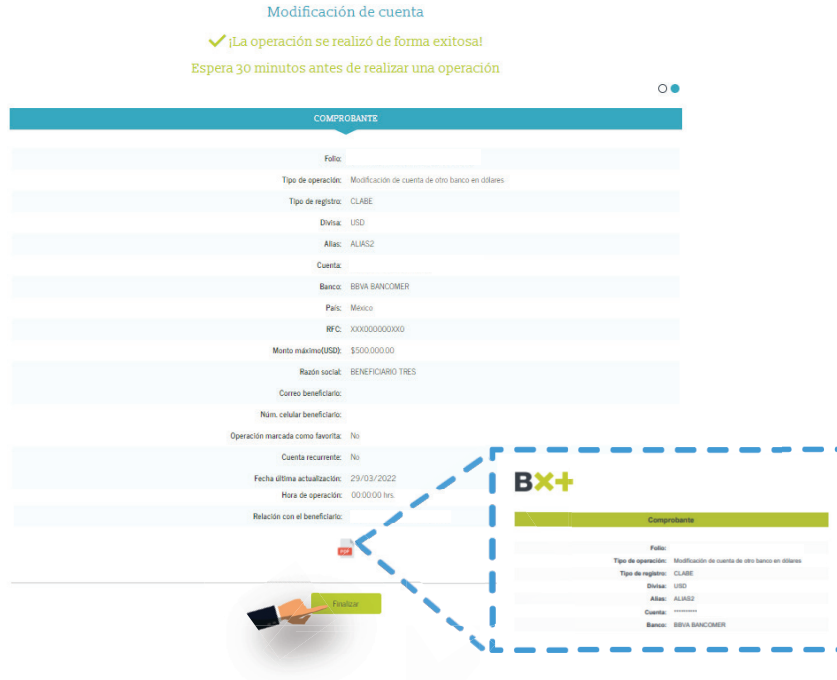 Modificación de cuenta
¡La operación se realizó de forma exitosa!
Espera 30 minutos antes de realizar una operación
COMPROBANTE
Folio:
Tipo de operación: Modificación de cuenta de otro banco en dólares
Tipo de registro: CLABE
Divisa: USD
Alias: ALIAS2
Cuenta:
Banco: BBVA BANCOMER
País: México
RFC: XXX000000XX0
Monto máximo(USD): $500.000.00
Razón social: BENEFICIARIO TRES
Correo beneficiario:
Núm. celular beneficiario:
Operación marcada como favorita: No
Cuenta recurrente: No
Fecha última actualización: 29/03/2022
Hora de operación: 00:00:00 hrs.
Relación con el beneficiario:
PDF
Finalizar
BX+
Comprobante
Folio:
Tipo de operación: Modificación de cuenta de otro banco en dólares
Tipo de registro: CLABE
Divisa: USD
Alias: ALIAS2
Cuenta: **********
Banco: BBVA BANCOMER